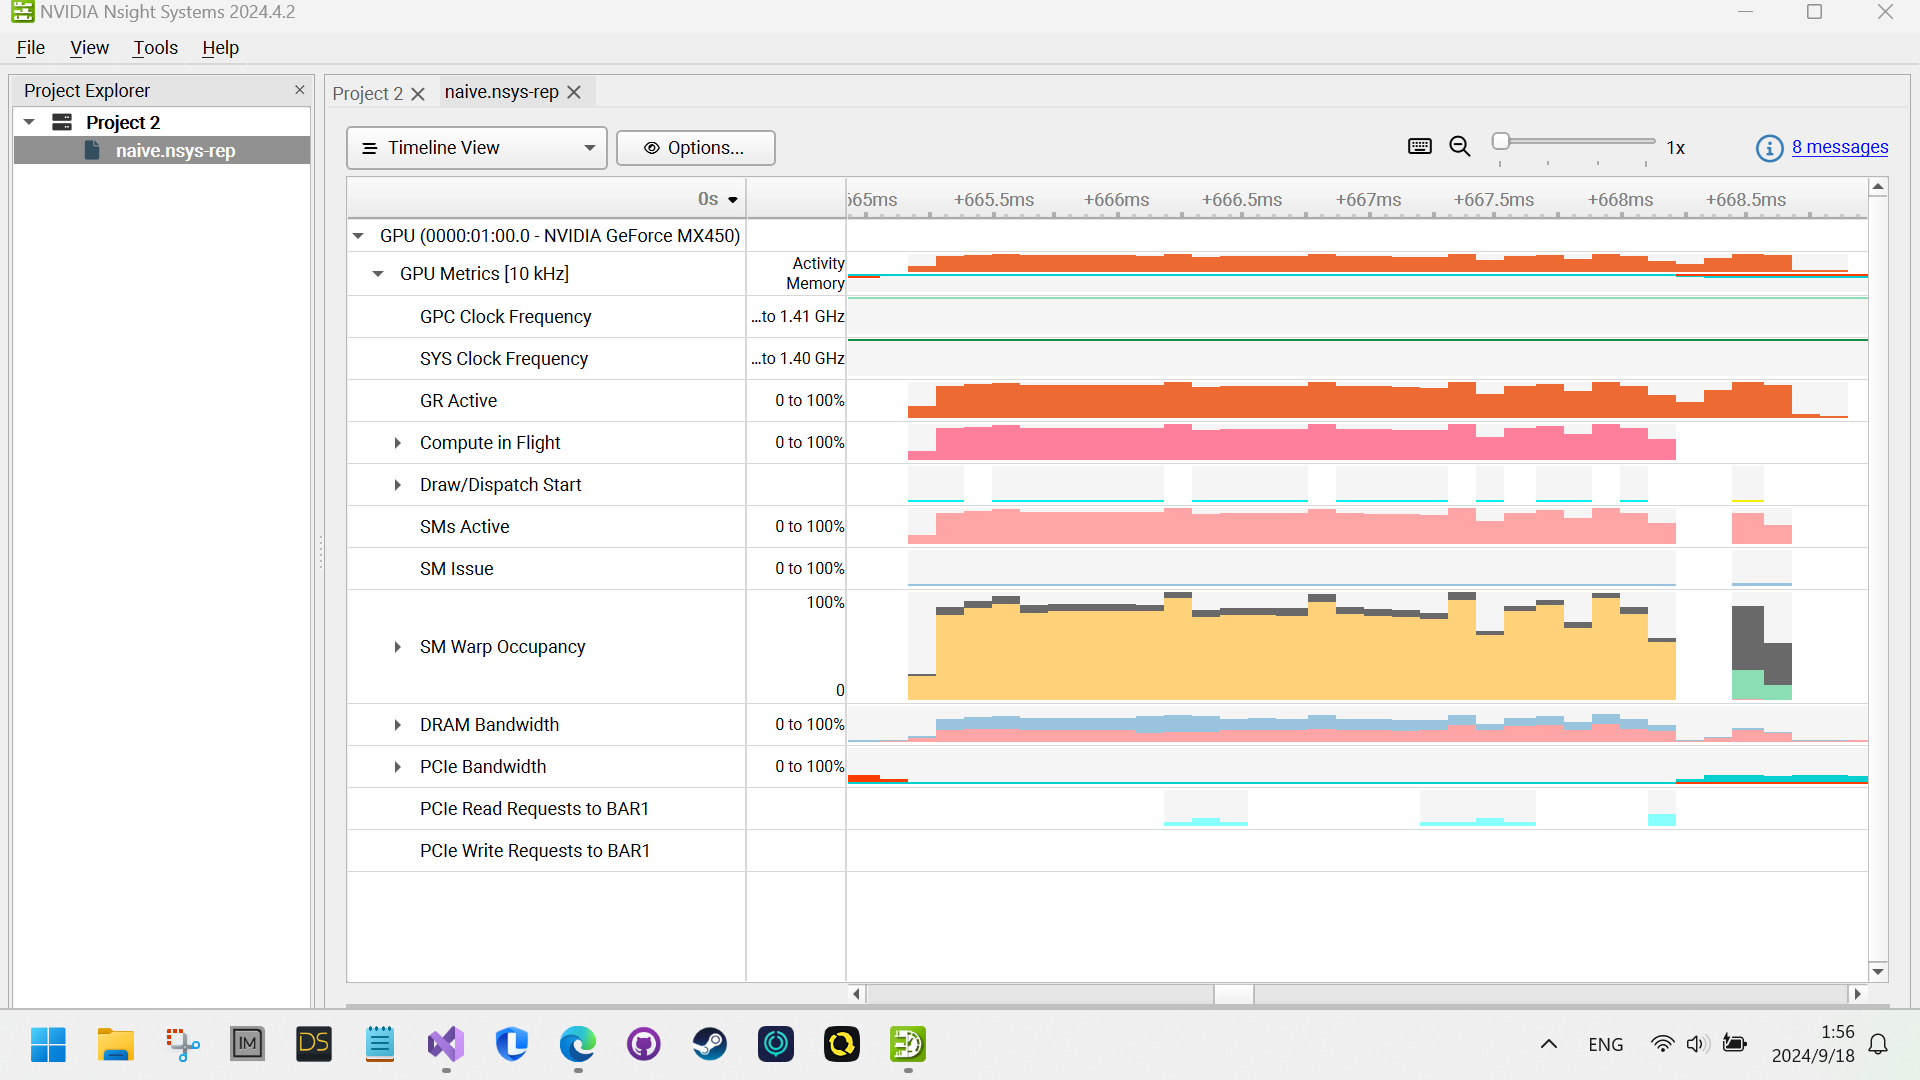 NVIDIA Nsight Systems 2024.4.2
File View Tools Help
Project Explorer
Project 2
naive.nsys-rep
Project 2
naive.nsys-rep
Timeline View
Options...
1x
8 messages
0s
+665.5ms +666ms +666.5ms +667ms +667.5ms +668ms +668.5ms
GPU (0000:01:00.0 - NVIDIA GeForce MX450)
GPU Metrics [10 kHz]
Activity
Memory
GPC Clock Frequency
...to 1.41 GHz
SYS Clock Frequency
...to 1.40 GHz
GR Active
0 to 100%
Compute in Flight
0 to 100%
Draw/Dispatch Start
SMs Active
0 to 100%
SM Issue
0 to 100%
100%
SM Warp Occupancy
0
DRAM Bandwidth
0 to 100%
PCIe Bandwidth
0 to 100%
PCIe Read Requests to BAR1
PCIe Write Requests to BAR1
IM
DS
ENG
1:56
2024/9/18